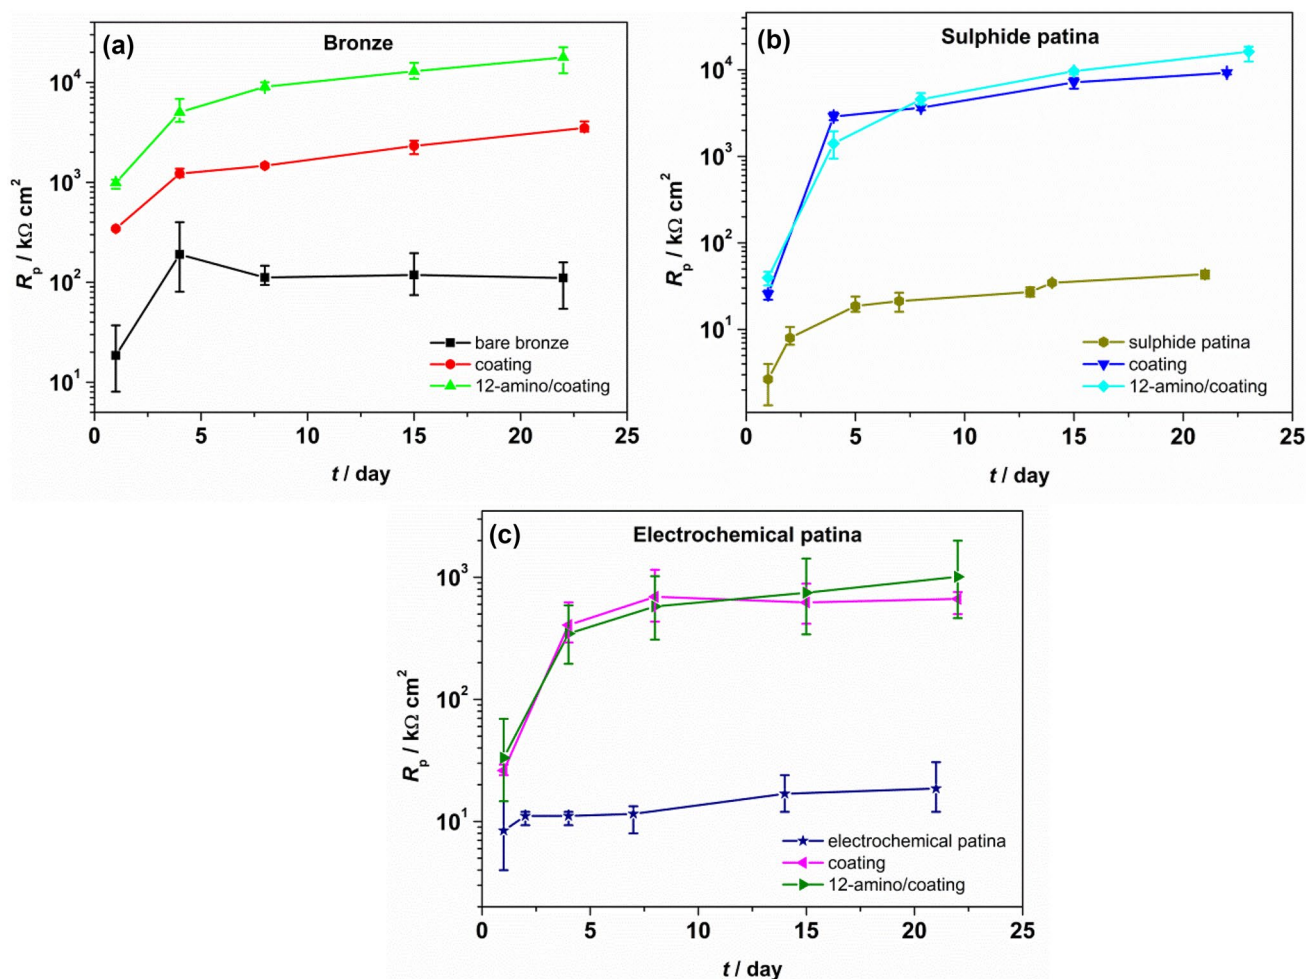 (a)
Bronze
10⁴
10³
10²
10¹
Rₚ / kΩ cm²
bare bronze
coating
12-amino/coating
0 5 10 15 20 25
t / day
(b)
Sulphide patina
10⁴
10³
10²
10¹
Rₚ / kΩ cm²
sulphide patina
coating
12-amino/coating
0 5 10 15 20 25
t / day
(c)
Electrochemical patina
10³
10²
10¹
Rₚ / kΩ cm²
electrochemical patina
coating
12-amino/coating
0 5 10 15 20 25
t / day